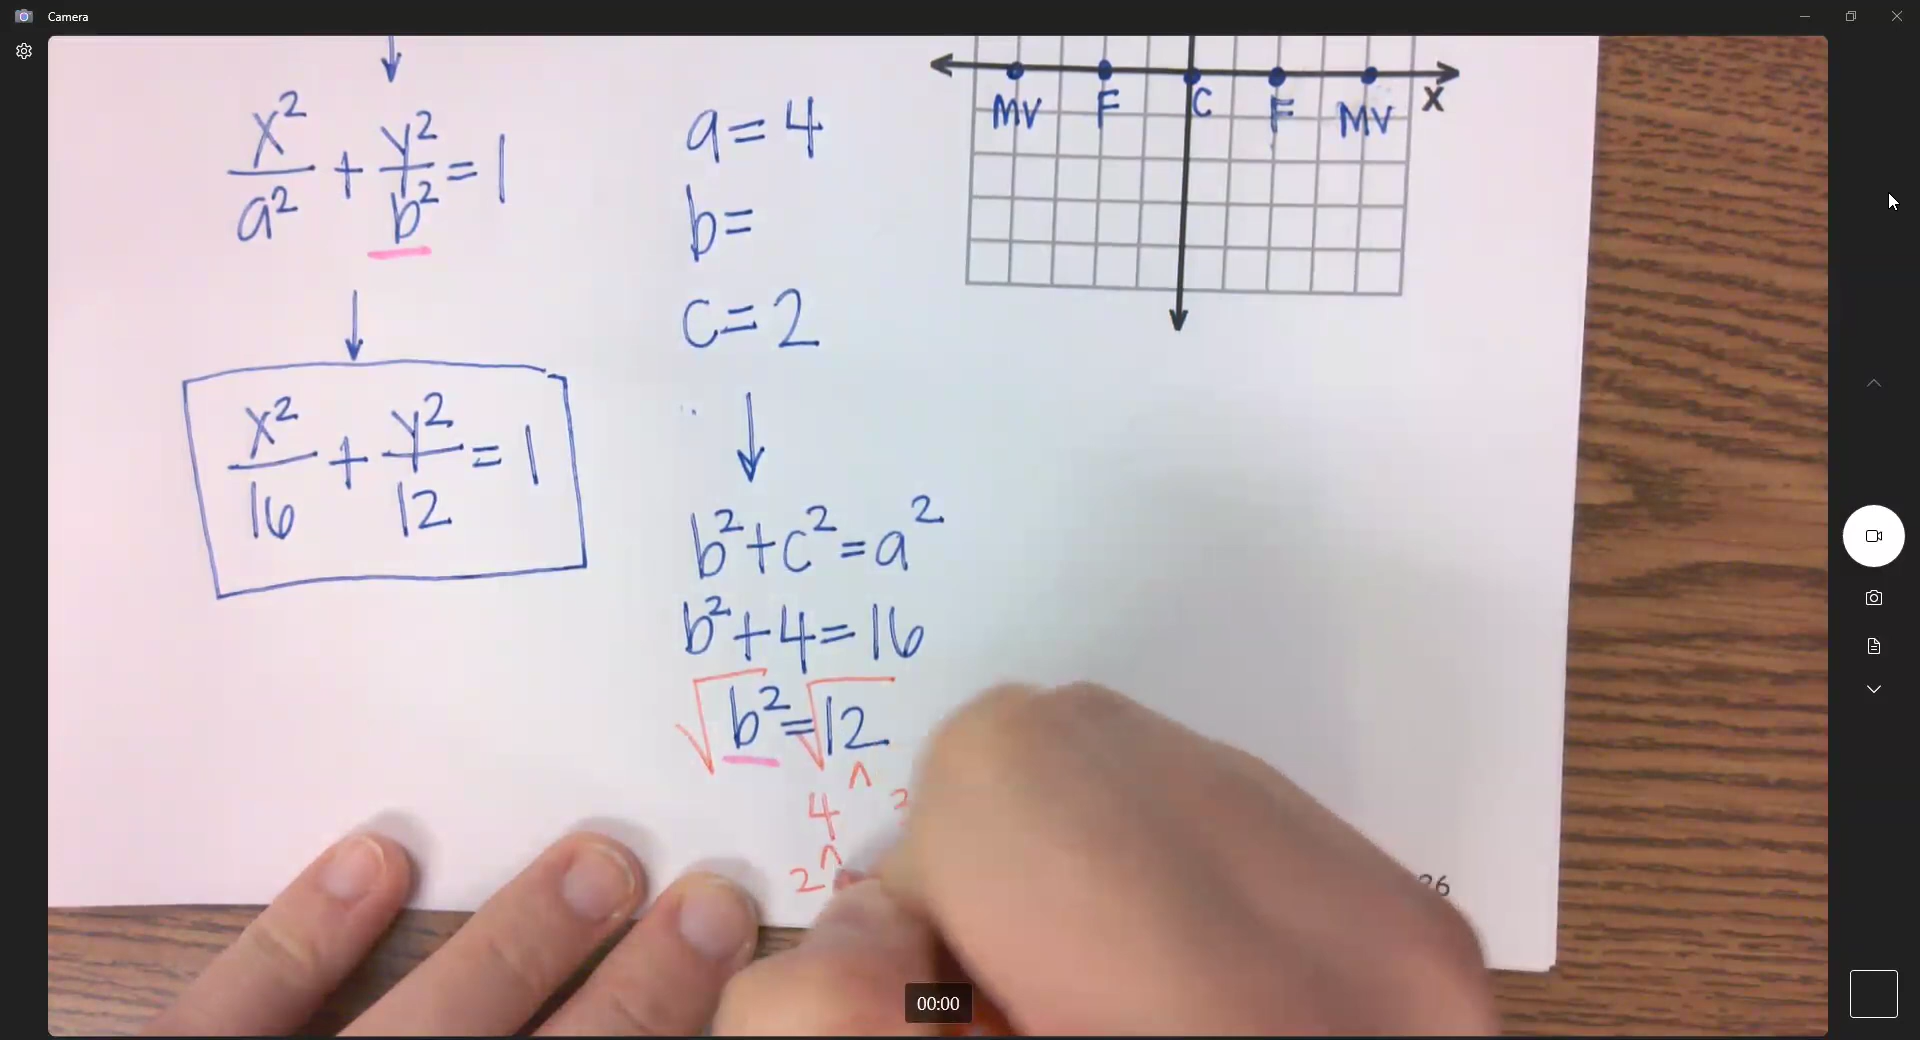 Camera
x² / a² + y² / b² = 1
x² / 16 + y² / 12 = 1
a = 4
b =
c = 2
b² + c² = a²
b² + 4 = 16
√b² = √12
^
4
^
2
MV F C F MV X
26
00:00